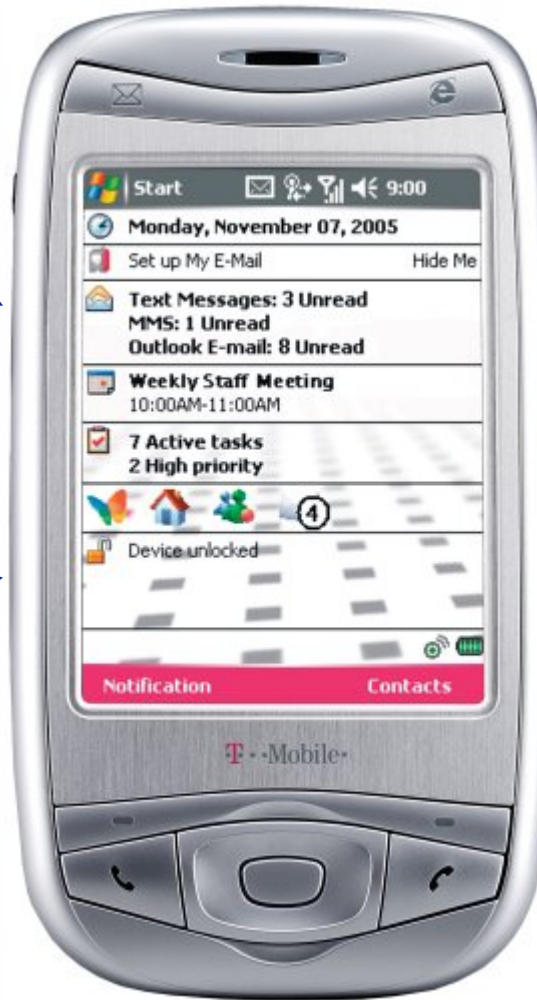 Start 9:00
Monday, November 07, 2005
Set up My E-Mail Hide Me
Text Messages: 3 Unread
MMS: 1 Unread
Outlook E-mail: 8 Unread
Weekly Staff Meeting
10:00AM-11:00AM
7 Active tasks
2 High priority
4
Device unlocked
Notification Contacts
T··Mobile·